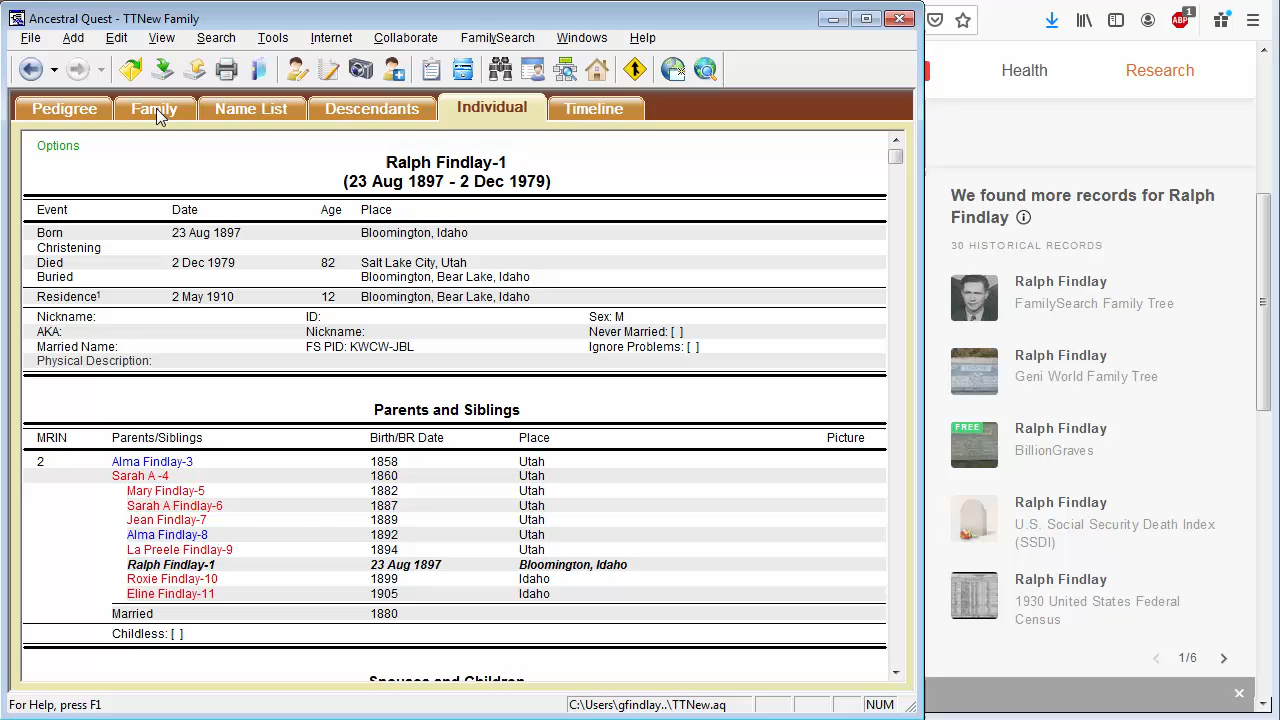 Ancestral Quest - TTNew Family
File Add Edit View Search Tools Internet Collaborate FamilySearch Windows Help
Pedigree Family Name List Descendants Individual Timeline
Options
Ralph Findlay-1
(23 Aug 1897 - 2 Dec 1979)
Event Date Age Place
Born 23 Aug 1897 Bloomington, Idaho
Christening
Died 2 Dec 1979 82 Salt Lake City, Utah
Buried Bloomington, Bear Lake, Idaho
Residence¹ 2 May 1910 12 Bloomington, Bear Lake, Idaho
Nickname: ID: Sex: M
AKA: Nickname: Never Married: [ ]
Married Name: FS PID: KWCW-JBL Ignore Problems: [ ]
Physical Description:
Parents and Siblings
MRIN Parents/Siblings Birth/BR Date Place Picture
2 Alma Findlay-3 1858 Utah
Sarah A -4 1860 Utah
Mary Findlay-5 1882 Utah
Sarah A Findlay-6 1887 Utah
Jean Findlay-7 1889 Utah
Alma Findlay-8 1892 Utah
La Preele Findlay-9 1894 Utah
Ralph Findlay-1 23 Aug 1897 Bloomington, Idaho
Roxie Findlay-10 1899 Idaho
Eline Findlay-11 1905 Idaho
Married 1880
Childless: [ ]
Spouses and Children
For Help, press F1 C:\Users\gfindlay..\TTNew.aq NUM
ABP 1
Health Research
We found more records for Ralph
Findlay
30 HISTORICAL RECORDS
Ralph Findlay
FamilySearch Family Tree
Ralph Findlay
Geni World Family Tree
FREE
Ralph Findlay
BillionGraves
Ralph Findlay
U.S. Social Security Death Index
(SSDI)
Ralph Findlay
1930 United States Federal
Census
1/6